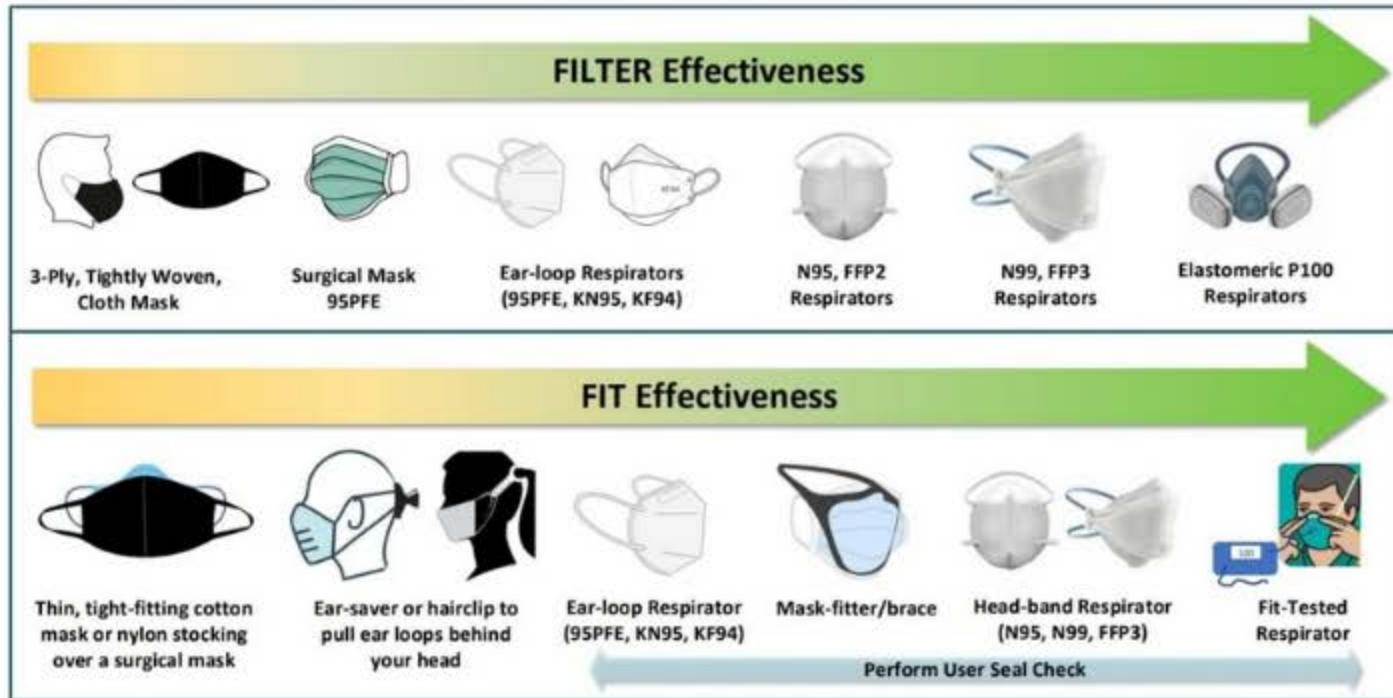 FILTER Effectiveness
3-Ply, Tightly Woven,
Cloth Mask
Surgical Mask
95PFE
Ear-loop Respirators
(95PFE, KN95, KF94)
N95, FFP2
Respirators
N99, FFP3
Respirators
Elastomeric P100
Respirators
FIT Effectiveness
Thin, tight-fitting cotton
mask or nylon stocking
over a surgical mask
Ear-saver or hairclip to
pull ear loops behind
your head
Ear-loop Respirator
(95PFE, KN95, KF94)
Mask-fitter/brace
Head-band Respirator
(N95, N99, FFP3)
Fit-Tested
Respirator
Perform User Seal Check